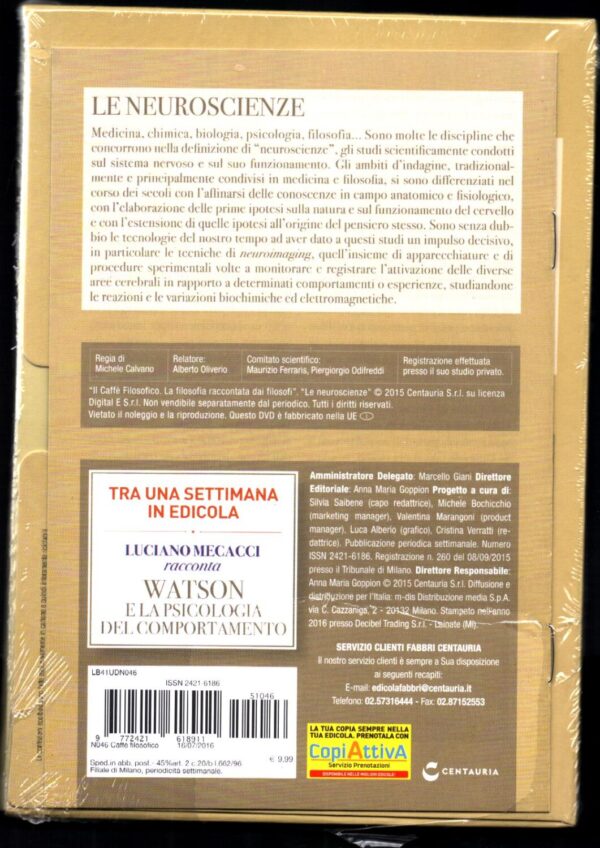 LE NEUROSCIENZE
Medicina, chimica, biologia, psicologia, filosofia... Sono molte le discipline che
concorrono nella definizione di “neuroscienze”, gli studi scientificamente condotti
sul sistema nervoso e sul suo funzionamento. Gli ambiti d’indagine, tradizional-
mente e principalmente condivisi in medicina e filosofia, si sono differenziati nel
corso dei secoli con l’affinarsi delle conoscenze in campo anatomico e fisiologico,
con l’elaborazione delle prime ipotesi sulla natura e sul funzionamento del cervello
e con l’estensione di quelle ipotesi all’origine del pensiero stesso. Sono senza dub-
bio le tecnologie del nostro tempo ad aver dato a questi studi un impulso decisivo,
in particolare le tecniche di neuroimaging, quell’insieme di apparecchiature e di
procedure sperimentali volte a monitorare e registrare l’attivazione delle diverse
aree cerebrali in rapporto a determinati comportamenti o esperienze, studiandone
le reazioni e le variazioni biochimiche ed elettromagnetiche.
Regia di
Michele Calvano
Relatore:
Alberto Oliverio
Comitato scientifico:
Maurizio Ferraris, Piergiorgio Odifreddi
Registrazione effettuata
presso il suo studio privato.
“Il Caffè Filosofico. La filosofia raccontata dai filosofi”. “Le neuroscienze” © 2015 Centauria S.r.l. su licenza
Digital E S.r.l. Non vendibile separatamente dal periodico. Tutti i diritti riservati.
Vietato il noleggio e la riproduzione. Questo DVD è fabbricato nella UE
TRA UNA SETTIMANA
IN EDICOLA
LUCIANO MECACCI
racconta
WATSON
E LA PSICOLOGIA
DEL COMPORTAMENTO
Amministratore Delegato: Marcello Giani Direttore
Editoriale: Anna Maria Goppion Progetto a cura di:
Silvia Saibene (capo redattrice), Michele Bochicchio
(marketing manager), Valentina Marangoni (product
manager), Luca Alberio (grafico), Cristina Verratti (re-
dattrice). Pubblicazione periodica settimanale. Numero
ISSN 2421-6186. Registrazione n. 260 del 08/09/2015
presso il Tribunale di Milano. Direttore Responsabile:
Anna Maria Goppion © 2015 Centauria Srl. Diffusione e
distribuzione per l’Italia: m-dis Distribuzione media S.p.A.
via C. Cazzaniga, 2 - 20132 Milano. Stampato nell’anno
2016 presso Decibel Trading S.r.l. - Lainate (MI).
SERVIZIO CLIENTI FABBRI CENTAURIA
Il nostro servizio clienti è sempre a Sua disposizione
ai seguenti recapiti:
E-mail: edicolafabbri@centauria.it
Telefono: 02.57316444 - Fax: 02.87152553
LB41UDN046
ISSN 2421 6186
51046
9 772421 618911
N046 Caffè filosofico 16/07/2016
€ 9,99
Sped.in abb. post.- 45%art. 2 c.20/b-l.662/96
Filiale di Milano, periodicità settimanale.
LA TUA COPIA SEMPRE NELLA
TUA EDICOLA. PRENOTALA CON
CopiAttivA
Servizio Prenotazioni
DISPONIBILE NELLE MIGLIORI EDICOLE!
CENTAURIA